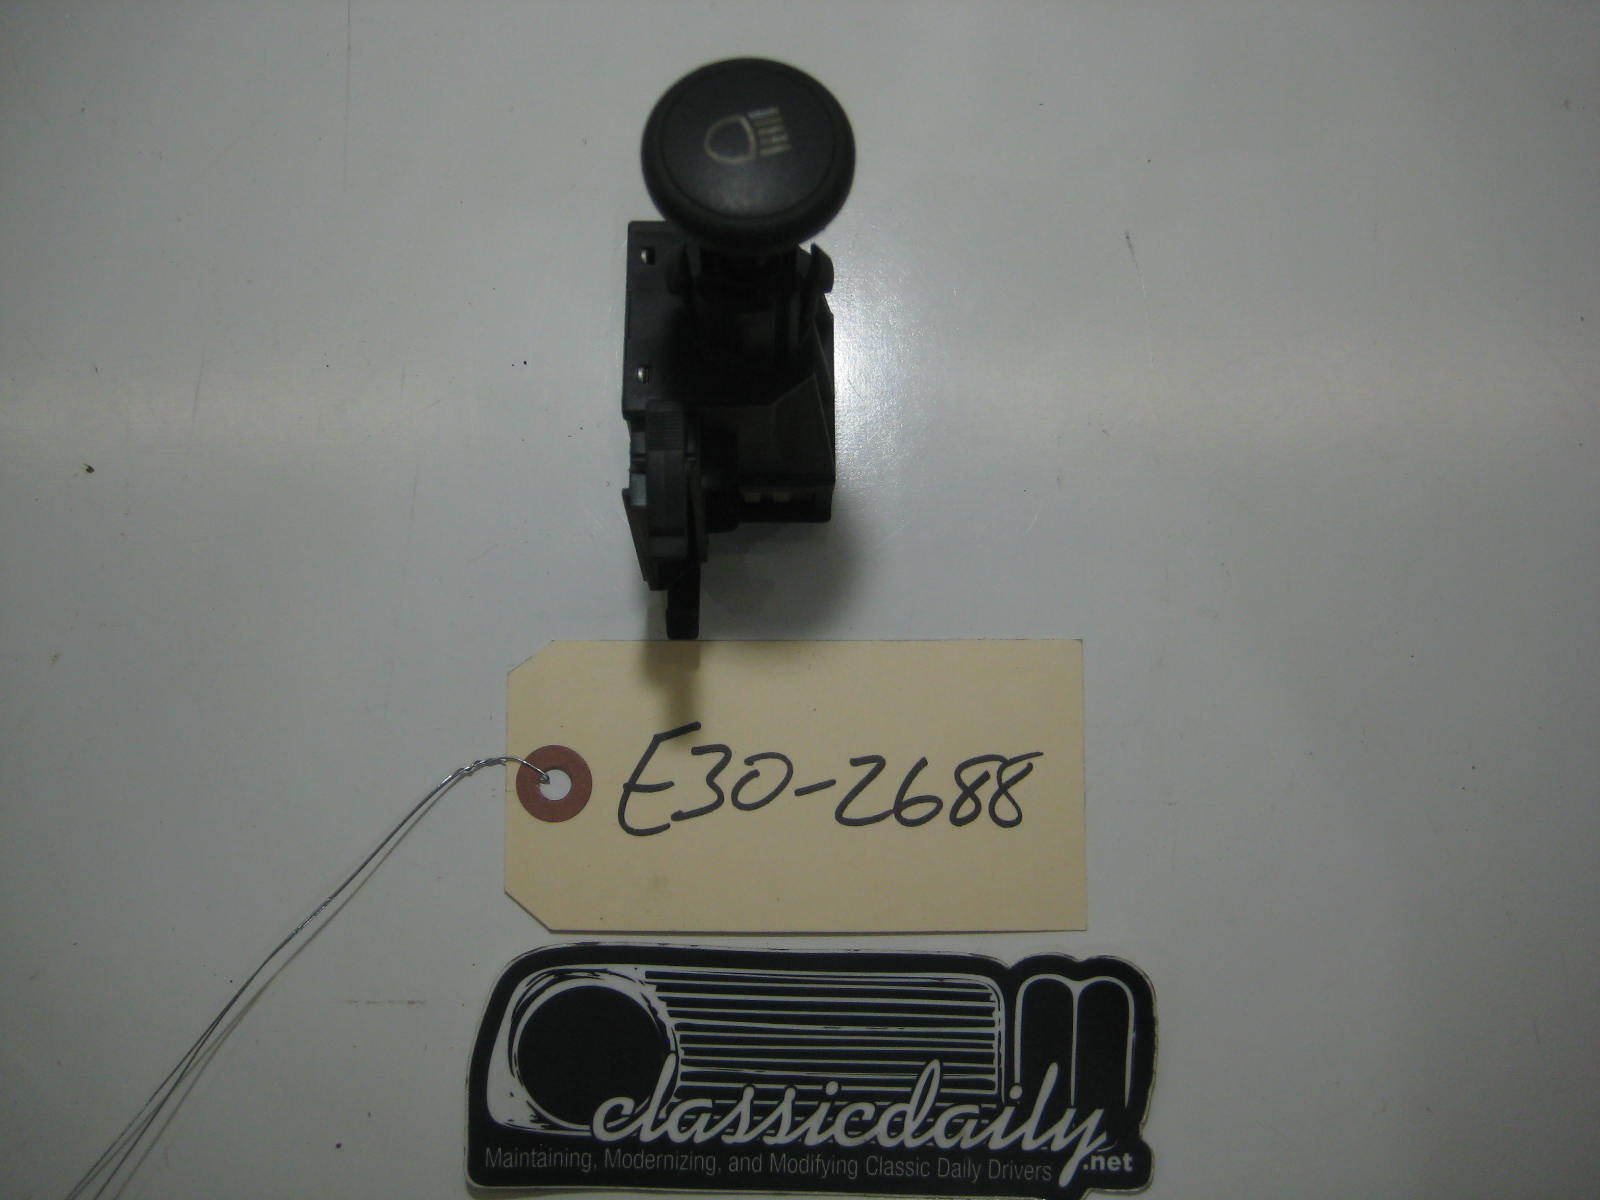 E30-2688
classicdaily.net
Maintaining, Modernizing, and Modifying Classic Daily Drivers